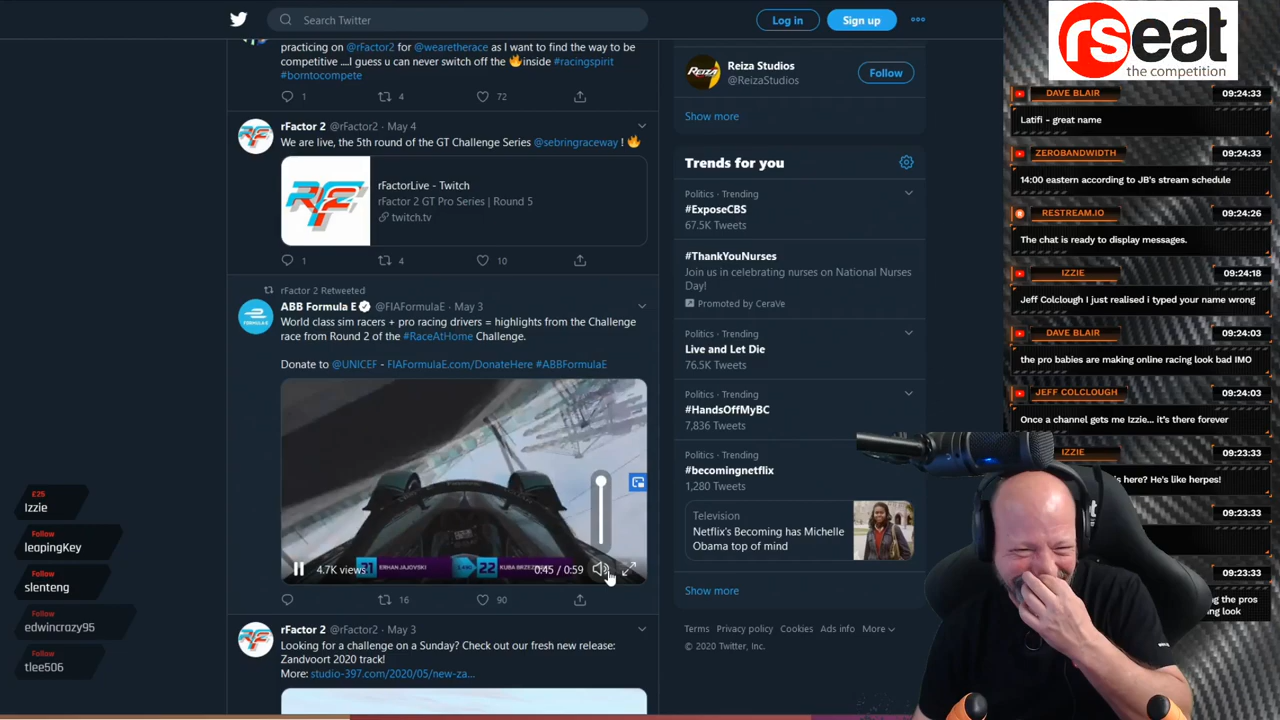 Search Twitter
Log in
Sign up
practicing on @rFactor2 for @wearetherace as I want to find the way to be
competitive ....I guess u can never switch off the 🔥inside #racingspirit
#borntocompete
1
4
72
rFactor 2 @rFactor2 · May 4
We are live, the 5th round of the GT Challenge Series @sebringraceway ! 🔥
rFactorLive - Twitch
rFactor 2 GT Pro Series | Round 5
twitch.tv
1
4
10
rFactor 2 Retweeted
ABB Formula E @FIAFormulaE · May 3
World class sim racers + pro racing drivers = highlights from the Challenge
race from Round 2 of the #RaceAtHome Challenge.
Donate to @UNICEF - FIAFormulaE.com/DonateHere #ABBFormulaE
31 ERHAN JAJOVSKI
22
4.7K views
0:45 / 0:59
16
90
rFactor 2 @rFactor2 · May 3
Looking for a challenge on a Sunday? Check out our fresh new release:
Zandvoort 2020 track!
More: studio-397.com/2020/05/new-za...
REIZA
Reiza Studios
@ReizaStudios
Follow
Show more
Trends for you
Politics · Trending
#ExposeCBS
67.5K Tweets
#ThankYouNurses
Join us in celebrating nurses on National Nurses
Day!
Promoted by CeraVe
Politics · Trending
Live and Let Die
76.5K Tweets
Politics · Trending
#HandsOffMyBC
7,836 Tweets
Politics · Trending
#becomingnetflix
1,280 Tweets
Television
Netflix's Becoming has Michelle
Obama top of mind
Show more
Terms Privacy policy Cookies Ads info More
© 2020 Twitter, Inc.
rseat
the competition
DAVE BLAIR 09:24:33
Latifi - great name
ZEROBANDWIDTH 09:24:33
14:00 eastern according to JB's stream schedule
RESTREAM.IO 09:24:26
The chat is ready to display messages.
IZZIE 09:24:18
Jeff Colclough I just realised i typed your name wrong
DAVE BLAIR 09:24:03
the pro babies are making online racing look bad IMO
JEFF COLCLOUGH 09:24:03
Once a channel gets me Izzie... it's there forever
IZZIE 09:23:33
here? He's like herpes!
09:23:33
09:23:33
the pros
look
£25
Izzie
Follow
leapingKey
Follow
slenteng
Follow
edwincrazy95
Follow
tlee506